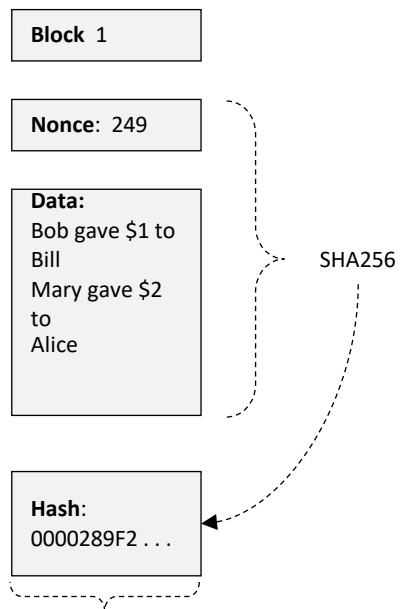 Block 1
Nonce: 249
Data:
Bob gave $1 to
Bill
Mary gave $2
to
Alice
SHA256
Hash:
0000289F2 . . .